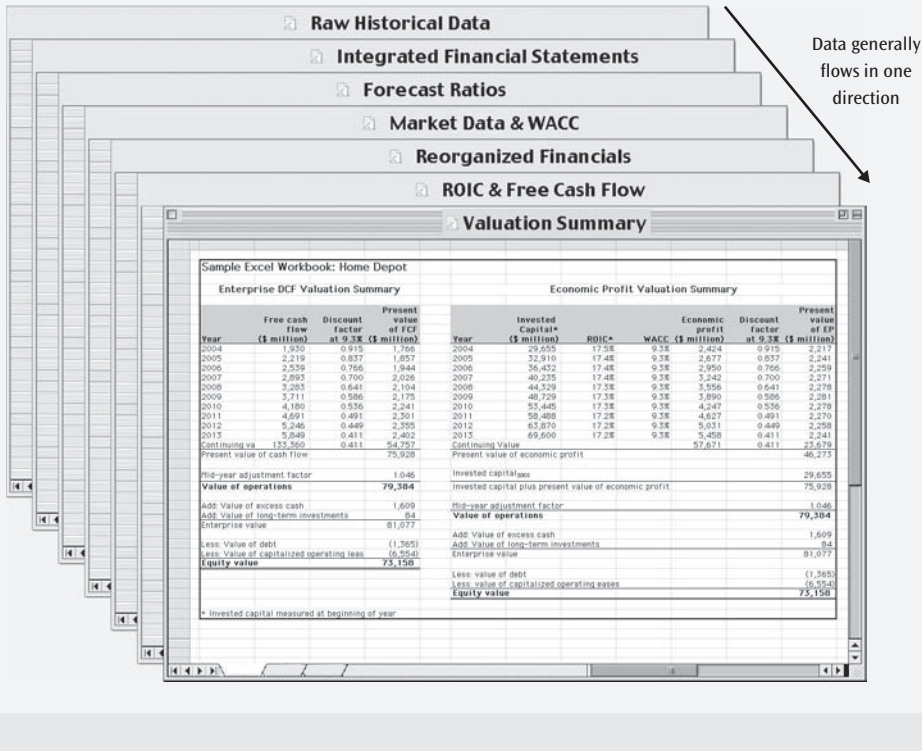 Raw Historical Data
Integrated Financial Statements
Forecast Ratios
Market Data & WACC
Reorganized Financials
ROIC & Free Cash Flow
Valuation Summary
Data generally
flows in one
direction
Sample Excel Workbook: Home Depot
Enterprise DCF Valuation Summary
Year Free cash flow ($ million) Discount factor at 9.3% Present value of FCF ($ million)
2004 1,930 0.915 1,766
2005 2,219 0.837 1,857
2006 2,539 0.766 1,944
2007 2,893 0.700 2,026
2008 3,283 0.641 2,104
2009 3,711 0.586 2,175
2010 4,180 0.536 2,241
2011 4,691 0.491 2,301
2012 5,246 0.449 2,355
2013 5,849 0.411 2,402
Continuing va 133,360 0.411 54,757
Present value of cash flow 75,928
Mid-year adjustment factor 1.046
Value of operations 79,384
Add: Value of excess cash 1,609
Add: Value of long-term investments 84
Enterprise value 81,077
Less: Value of debt (1,365)
Less: Value of capitalized operating leas (6,554)
Equity value 73,158
* Invested capital measured at beginning of year
Economic Profit Valuation Summary
Year Invested Capital* ($ million) ROIC* WACC Economic profit ($ million) Discount factor at 9.3% Present value of EP ($ million)
2004 29,655 17.5% 9.3% 2,424 0.915 2,217
2005 32,910 17.4% 9.3% 2,677 0.837 2,241
2006 36,432 17.4% 9.3% 2,950 0.766 2,259
2007 40,235 17.4% 9.3% 3,242 0.700 2,271
2008 44,329 17.3% 9.3% 3,556 0.641 2,278
2009 48,729 17.3% 9.3% 3,890 0.586 2,281
2010 53,445 17.3% 9.3% 4,247 0.536 2,278
2011 58,488 17.2% 9.3% 4,627 0.491 2,270
2012 63,870 17.2% 9.3% 5,031 0.449 2,258
2013 69,600 17.2% 9.3% 5,458 0.411 2,241
Continuing Value 57,671 0.411 23,679
Present value of economic profit 46,273
Invested capital2003 29,655
Invested capital plus present value of economic profit 75,928
Mid-year adjustment factor 1.046
Value of operations 79,384
Add: Value of excess cash 1,609
Add: Value of long-term investments 84
Enterprise value 81,077
Less: value of debt (1,365)
Less: value of capitalized operating eases (6,554)
Equity value 73,158